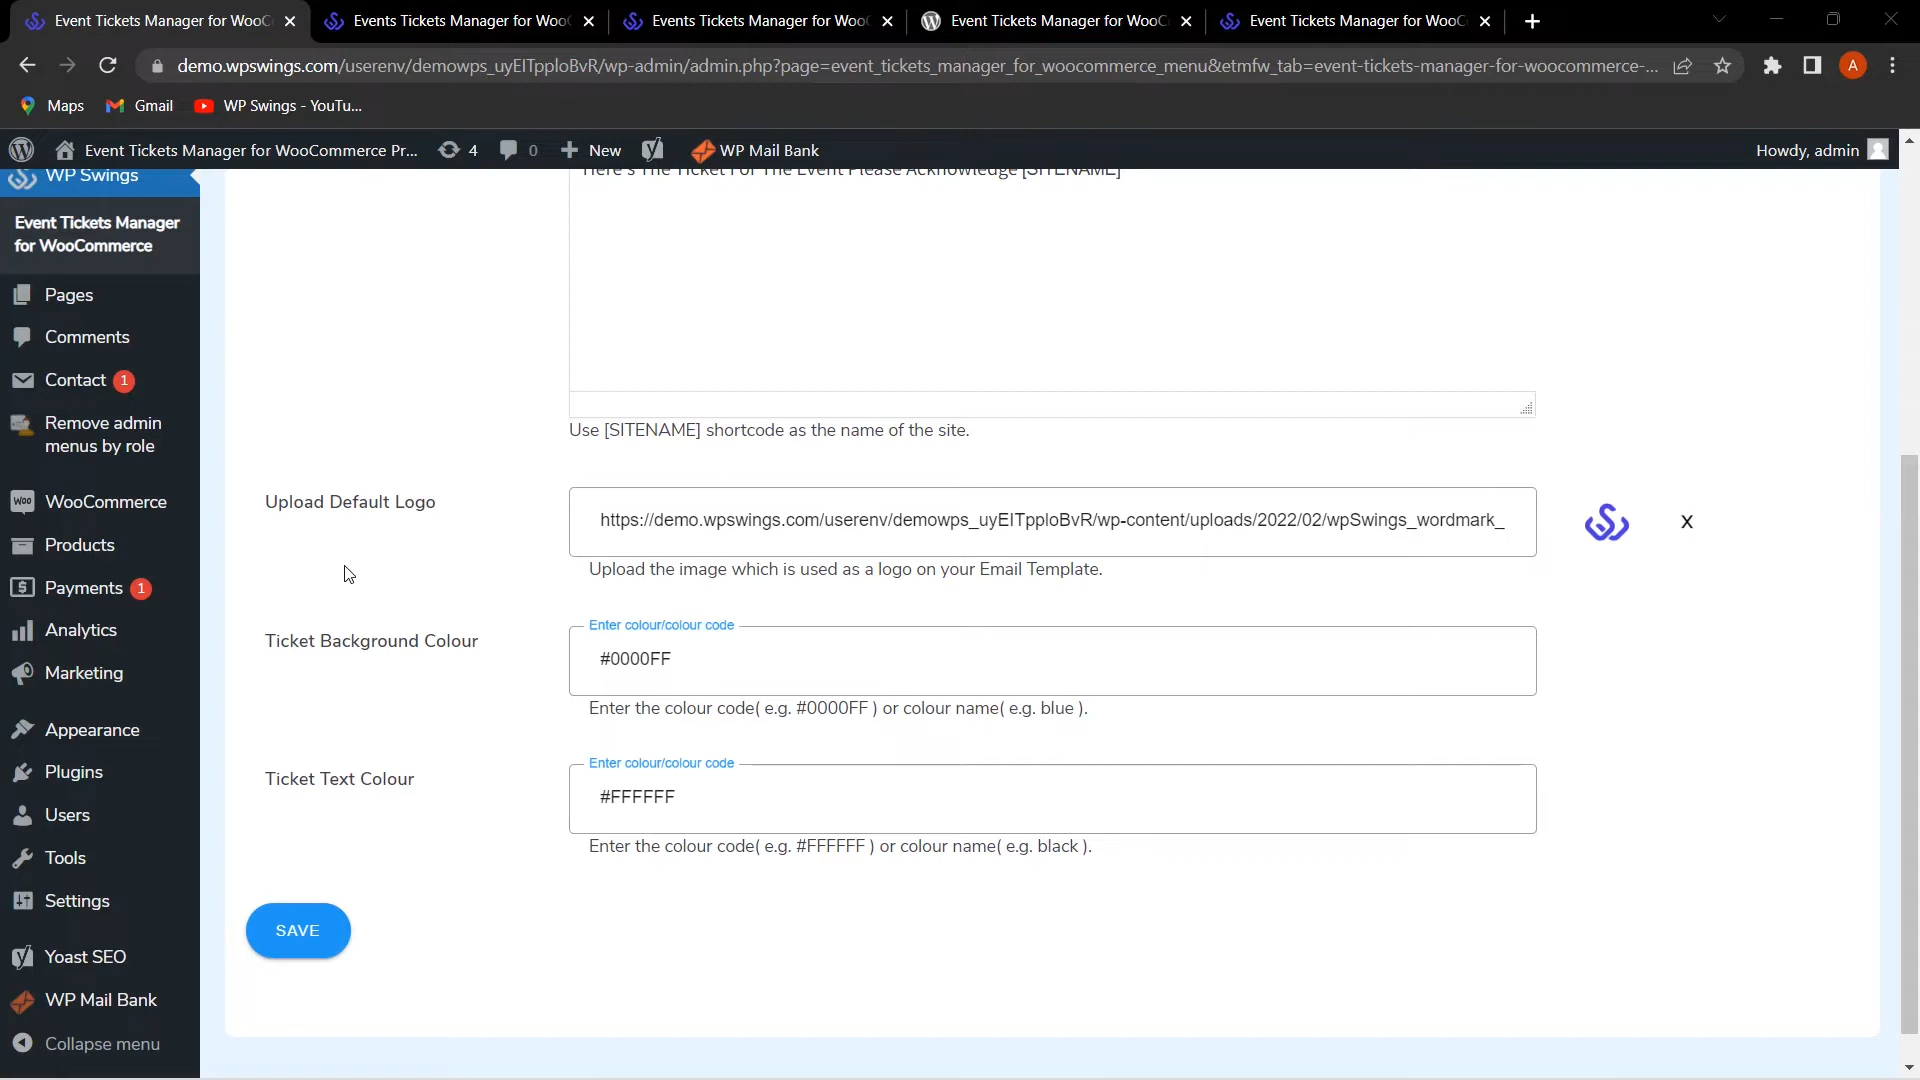 Event Tickets Manager for WooC
Events Tickets Manager for Woo
Events Tickets Manager for Woo
Event Tickets Manager for WooC
Event Tickets Manager for WooC
demo.wpswings.com/userenv/demowps_uyEITpploBvR/wp-admin/admin.php?page=event_tickets_manager_for_woocommerce_menu&etmfw_tab=event-tickets-manager-for-woocommerce-...
A
Maps
Gmail
WP Swings - YouTu...
Event Tickets Manager for WooCommerce Pr...
4
0
New
WP Mail Bank
Howdy, admin
WP Swings
Here's The Ticket For The Event Please Acknowledge [SITENAME]
Event Tickets Manager
for WooCommerce
Pages
Comments
Contact 1
Remove admin
menus by role
WooCommerce
Products
Payments 1
Analytics
Marketing
Appearance
Plugins
Users
Tools
Settings
Yoast SEO
WP Mail Bank
Collapse menu
Use [SITENAME] shortcode as the name of the site.
Upload Default Logo
https://demo.wpswings.com/userenv/demowps_uyEITpploBvR/wp-content/uploads/2022/02/wpSwings_wordmark_
X
Upload the image which is used as a logo on your Email Template.
Ticket Background Colour
Enter colour/colour code
#0000FF
Enter the colour code( e.g. #0000FF ) or colour name( e.g. blue ).
Ticket Text Colour
Enter colour/colour code
#FFFFFF
Enter the colour code( e.g. #FFFFFF ) or colour name( e.g. black ).
SAVE